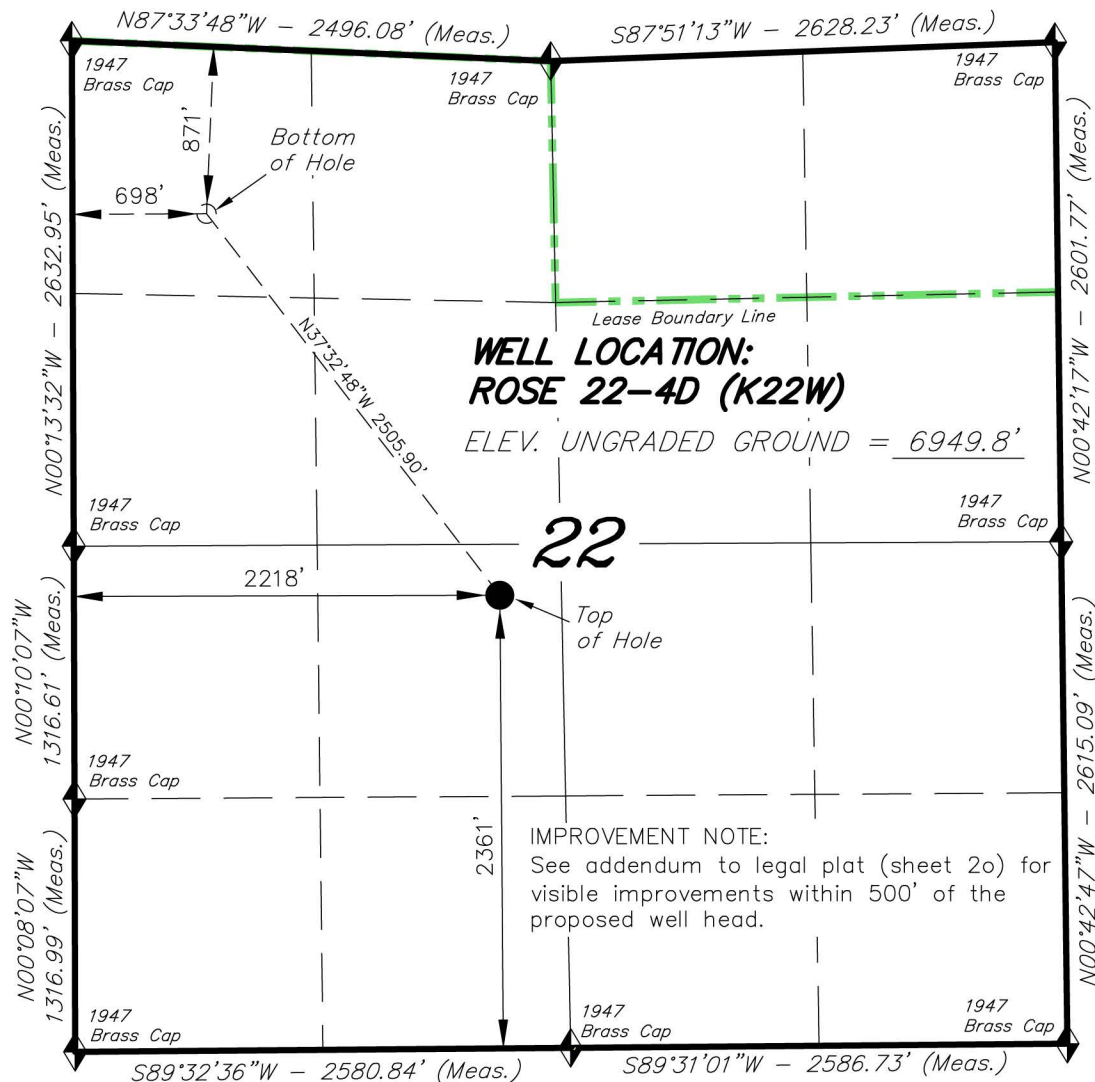 N87°33'48"W - 2496.08' (Meas.)
S87°51'13"W - 2628.23' (Meas.)
1947
Brass Cap
1947
Brass Cap
1947
Brass Cap
871'
Bottom
of Hole
698'
N00°13'32"W - 2632.95' (Meas.)
N00°42'17"W - 2601.77' (Meas.)
Lease Boundary Line
N37°32'48"W 2505.90'
WELL LOCATION:
ROSE 22-4D (K22W)
ELEV. UNGRADED GROUND = 6949.8'
1947
Brass Cap
1947
Brass Cap
22
2218'
Top
of Hole
N00°10'07"W
1316.61' (Meas.)
N00°42'47"W - 2615.09' (Meas.)
1947
Brass Cap
2361'
IMPROVEMENT NOTE:
See addendum to legal plat (sheet 2o) for
visible improvements within 500' of the
proposed well head.
N00°08'07"W
1316.99' (Meas.)
1947
Brass Cap
1947
Brass Cap
1947
Brass Cap
S89°32'36"W - 2580.84' (Meas.)
S89°31'01"W - 2586.73' (Meas.)